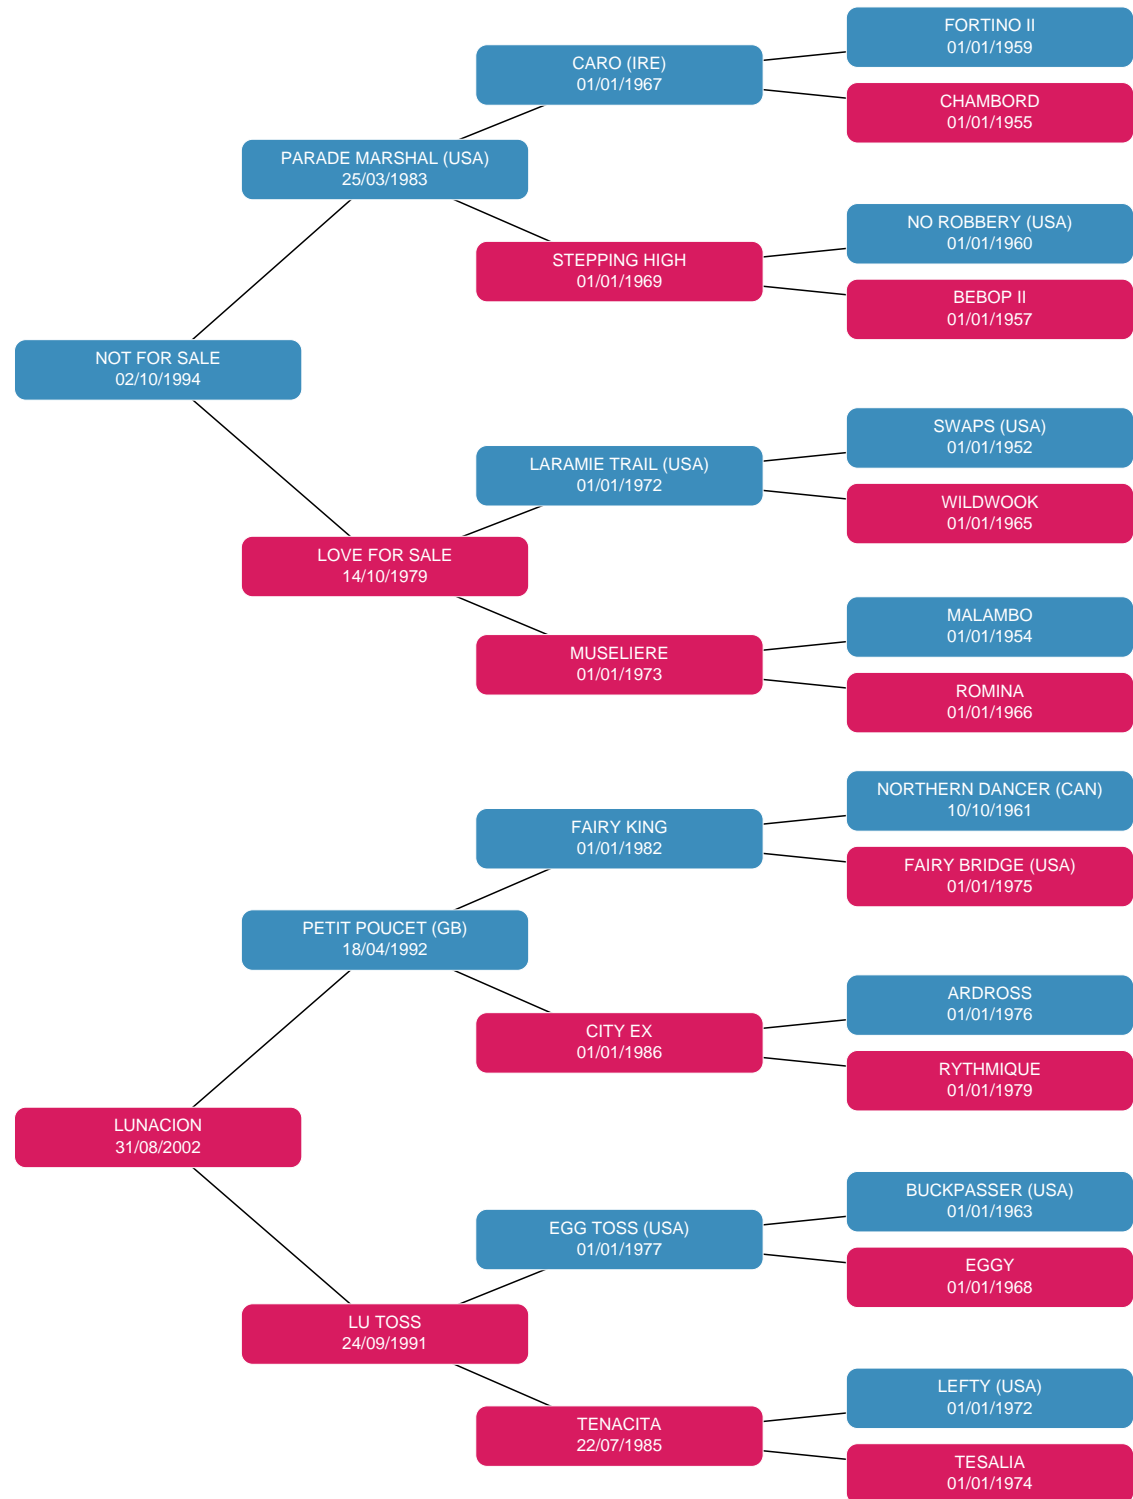 FORTINO II
01/01/1959
CARO (IRE)
01/01/1967
CHAMBORD
01/01/1955
PARADE MARSHAL (USA)
25/03/1983
NO ROBBERY (USA)
01/01/1960
STEPPING HIGH
01/01/1969
BEBOP II
01/01/1957
NOT FOR SALE
02/10/1994
SWAPS (USA)
01/01/1952
LARAMIE TRAIL (USA)
01/01/1972
WILDWOOK
01/01/1965
LOVE FOR SALE
14/10/1979
MALAMBO
01/01/1954
MUSELIERE
01/01/1973
ROMINA
01/01/1966
NORTHERN DANCER (CAN)
10/10/1961
FAIRY KING
01/01/1982
FAIRY BRIDGE (USA)
01/01/1975
PETIT POUCET (GB)
18/04/1992
ARDROSS
01/01/1976
CITY EX
01/01/1986
RYTHMIQUE
01/01/1979
LUNACION
31/08/2002
BUCKPASSER (USA)
01/01/1963
EGG TOSS (USA)
01/01/1977
EGGY
01/01/1968
LU TOSS
24/09/1991
LEFTY (USA)
01/01/1972
TENACITA
22/07/1985
TESALIA
01/01/1974